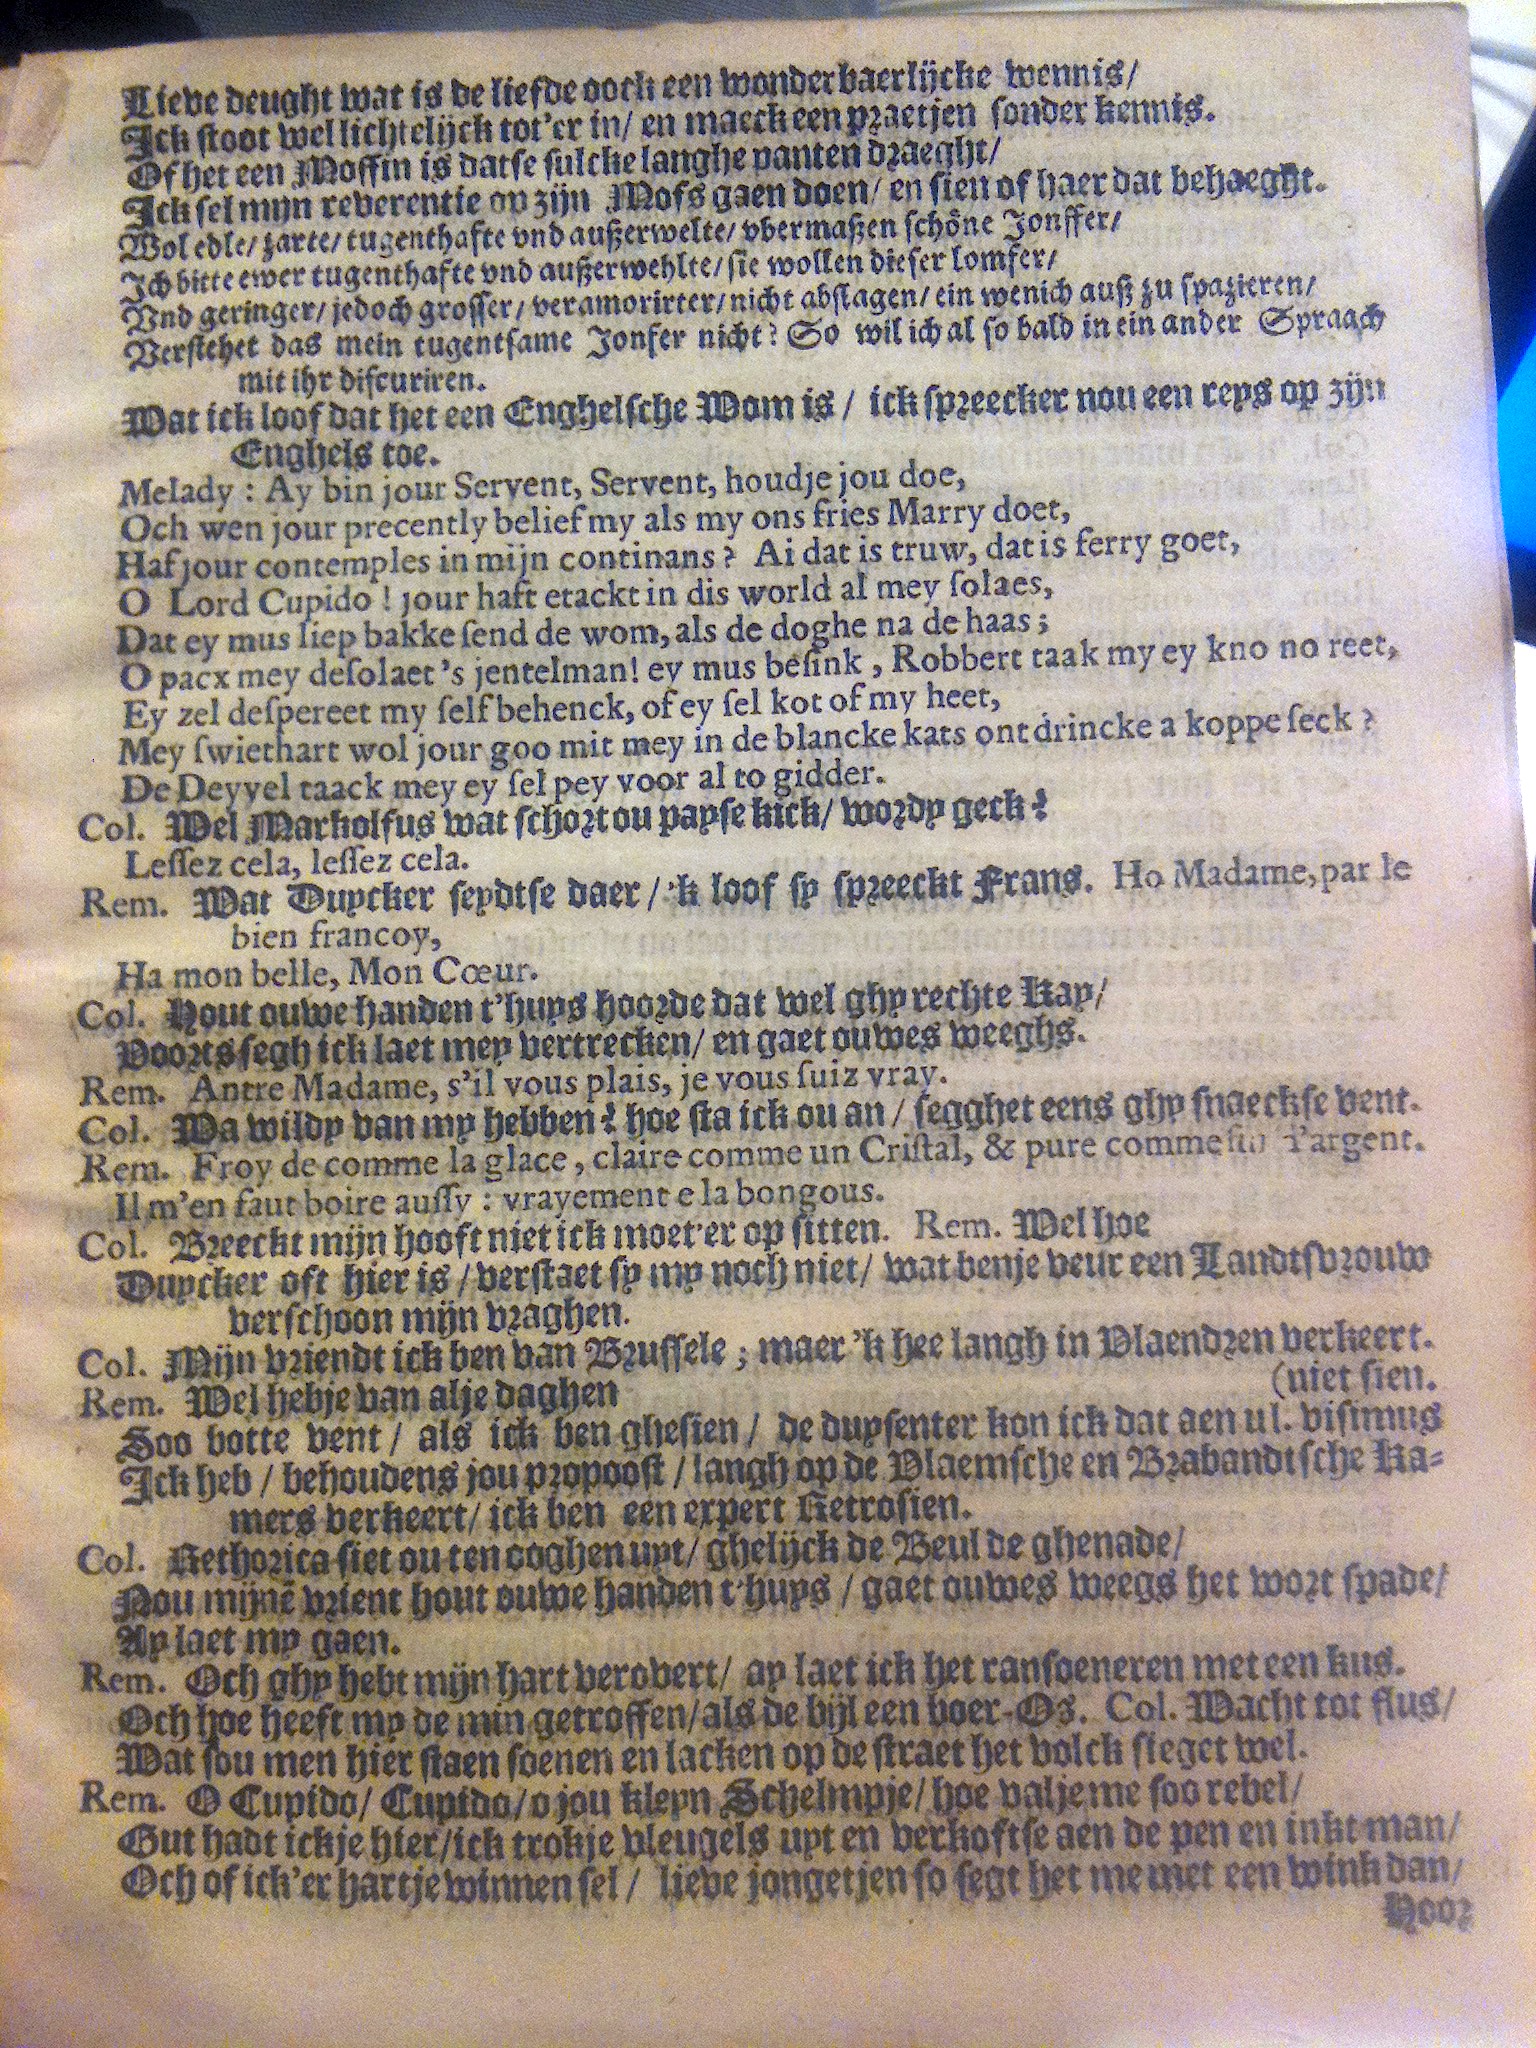 Lieve deught wat is de liefde oock een wonderbaerlijcke wennis/
Ick stoot wel lichtelijck tot'er in/ en maeck een praetjen sonder kennis.
Of het een Moffin is datse sulcke langhe panten draeght/
Ick sel mijn reverentie op zijn Mofs gaen doen/ en sien of haer dat behaeght.
Wol edle/ zarte/ tugenthafte vnd außerwelte/ vbermaßen schöne Jonffer/
Ich bitte ewer tugenthafte vnd außerwehlte/ sie wollen dieser lomfer/
Vnd geringer/ jedoch grosser/ veramorirter/ nicht abslagen/ ein wenich auß zu spazieren/
Verstehet das mein tugentsame Jonfer nicht? So wil ich al so bald in ein ander Spraach
mit ihr discuriren.
Wat ick loof dat het een Enghelsche Wom is/ ick spreecker nou een reys op zijn
Enghels toe.
Melady : Ay bin jour Servent, Servent, houdje jou doe,
Och wen jour precently belief my als my ons fries Marry doet,
Haf jour contemples in mijn continans? Ai dat is truw, dat is ferry goet,
O Lord Cupido ! jour haft etackt in dis world al mey solaes,
Dat ey mus liep bakke send de wom, als de doghe na de haas;
O pacx mey desolaet 's jentelman! ey mus besink, Robbert taak my ey kno no reet,
Ey zel despereet my self behenck, of ey sel kot of my heet,
Mey swiethart wol jour goo mit mey in de blancke kats ont drincke a koppe seck?
De Deyvel taack mey ey sel pey voor al to gidder.
Col. Wel Markolfus wat schort ou payse kick/ wordy geck?
Lessez cela, lessez cela.
Rem. Wat Duycker seydtse daer/ 'k loof sy spreeckt Frans. Ho Madame, par le
bien francoy,
Ha mon belle, Mon Cœur.
Col. Hout ouwe handen t'huys hoorde dat wel ghy rechte Kay/
Voorts segh ick laet mey vertrecken/ en gaet ouwes weeghs.
Rem. Antre Madame, s'il vous plais, je vous suiz vray.
Col. Wa wildy van my hebben? hoe sta ick ou an/ segghet eens ghy snaeckse vent.
Rem. Froy de comme la glace, claire comme un Cristal, & pure comme l'argent.
Il m'en faut boire aussy : vrayement e la bongous.
Col. Breeckt mijn hooft niet ick moet'er op sitten. Rem. Wel hoe
Duycker oft hier is/ verstaet sy my noch niet/ wat benje veur een Landtsvrouw
verschoon mijn vraghen.
Col. Mijn vriendt ick ben van Brussele; maer 'k hee langh in Vlaendren verkeert.
Rem. Wel hebje van alje daghen (niet sien.
Soo botte vent/ als ick ben ghesien/ de duysenter kon ick dat aen ul. visimus
Ick heb/ behoudens jou propoost/ langh op de Vlaemsche en Brabandtsche Ka-
mers verkeert/ ick ben een expert Retrosien.
Col. Rethorica siet ou ten ooghen uyt/ ghelijck de Beul de ghenade/
Nou mijnē vrient hout ouwe handen t'huys/ gaet ouwes weegs het wort spade/
Ay laet my gaen.
Rem. Och ghy hebt mijn hart verovert/ ay laet ick het ransoeneren met een kus.
Och hoe heeft my de min getroffen/ als de bijl een boer-Os. Col. Wacht tot flus/
Wat sou men hier staen soenen en lacken op de straet het volck sieget wel.
Rem. O Cupido/ Cupido/ o jou kleyn Schelmpje/ hoe valje me soo rebel/
Gut hadt ickje hier/ ick trokje vleugels uyt en verkoftse aen de pen en inkt man/
Och of ick'er hartje winnen sel/ lieve jongetjen so segt het me met een wink dan/
Hoor